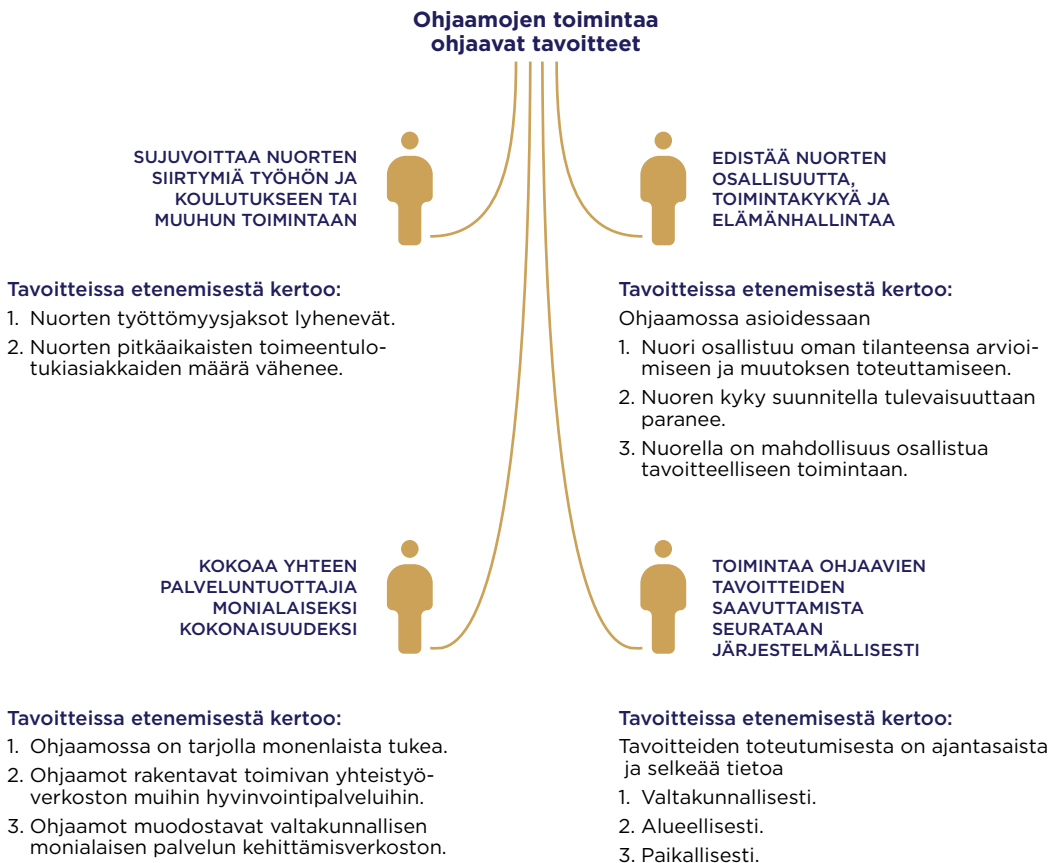 Ohjaamojen toimintaa
ohjaavat tavoitteet
SUJUVOITTAA NUORTEN
SIIRTYMIÄ TYÖHÖN JA
KOULUTUKSEEN TAI
MUUHUN TOIMINTAAN
Tavoitteissa etenemisestä kertoo:
1. Nuorten työttömyysjaksot lyhenevät.
2. Nuorten pitkäaikaisten toimeentulo-
tukiasiakkaiden määrä vähenee.
EDISTÄÄ NUORTEN
OSALLISUUTTA,
TOIMINTAKYKYÄ JA
ELÄMÄNHALLINTAA
Tavoitteissa etenemisestä kertoo:
Ohjaamossa asioidessaan
1. Nuori osallistuu oman tilanteensa arvioi-
miseen ja muutoksen toteuttamiseen.
2. Nuoren kyky suunnitella tulevaisuuttaan
paranee.
3. Nuorella on mahdollisuus osallistua
tavoitteelliseen toimintaan.
KOKOAA YHTEEN
PALVELUNTUOTTAJIA
MONIALAISEKSI
KOKONAISUUDEKSI
Tavoitteissa etenemisestä kertoo:
1. Ohjaamossa on tarjolla monenlaista tukea.
2. Ohjaamot rakentavat toimivan yhteistyö-
verkoston muihin hyvinvointipalveluihin.
3. Ohjaamot muodostavat valtakunnallisen
monialaisen palvelun kehittämisverkoston.
TOIMINTAA OHJAAVIEN
TAVOITTEIDEN
SAAVUTTAMISTA
SEURATAAN
JÄRJESTELMÄLLISESTI
Tavoitteissa etenemisestä kertoo:
Tavoitteiden toteutumisesta on ajantasaista
ja selkeää tietoa
1. Valtakunnallisesti.
2. Alueellisesti.
3. Paikallisesti.